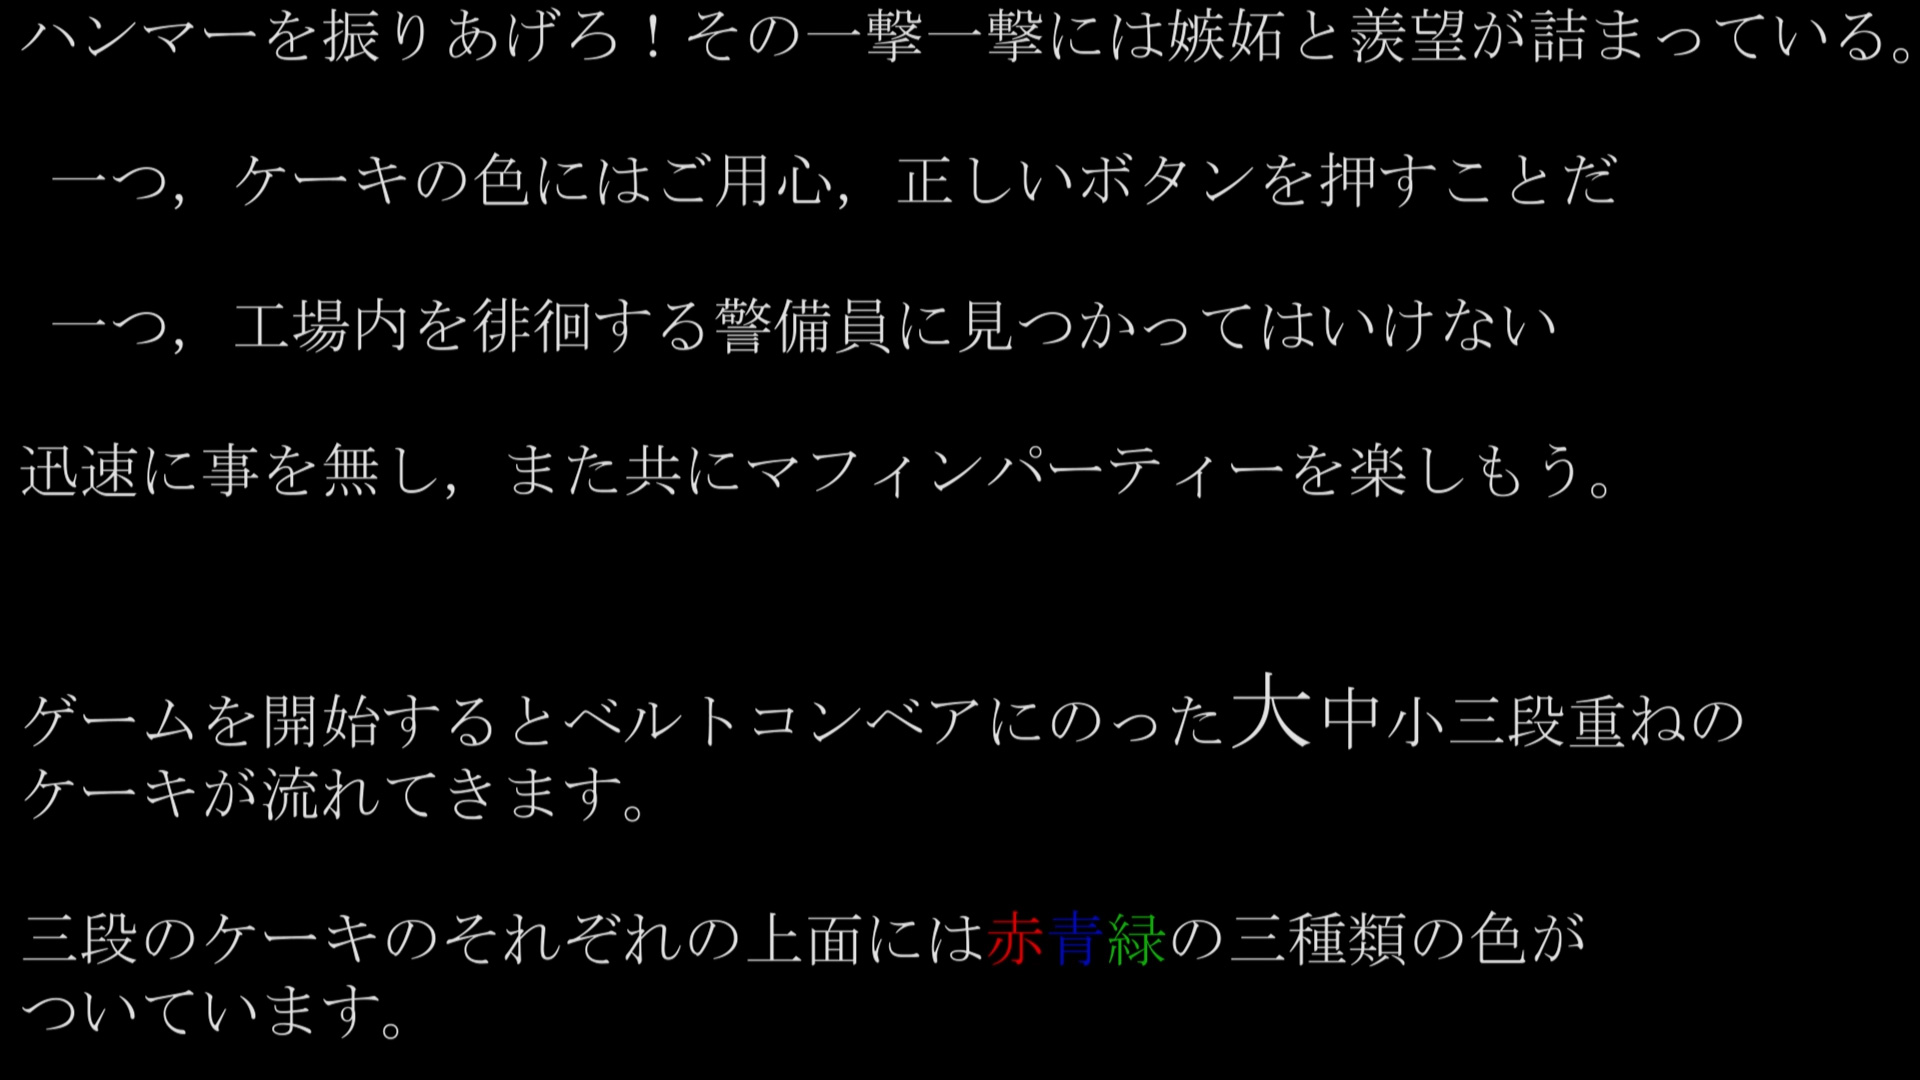 ハンマーを振りあげろ！その一撃一撃には嫉妬と羨望が詰まっている。
一つ，ケーキの色にはご用心，正しいボタンを押すことだ
一つ，工場内を徘徊する警備員に見つかってはいけない
迅速に事を無し，また共にマフィンパーティーを楽しもう。
ゲームを開始するとベルトコンベアにのった大中小三段重ねの
ケーキが流れてきます。
三段のケーキのそれぞれの上面には赤青緑の三種類の色が
ついています。